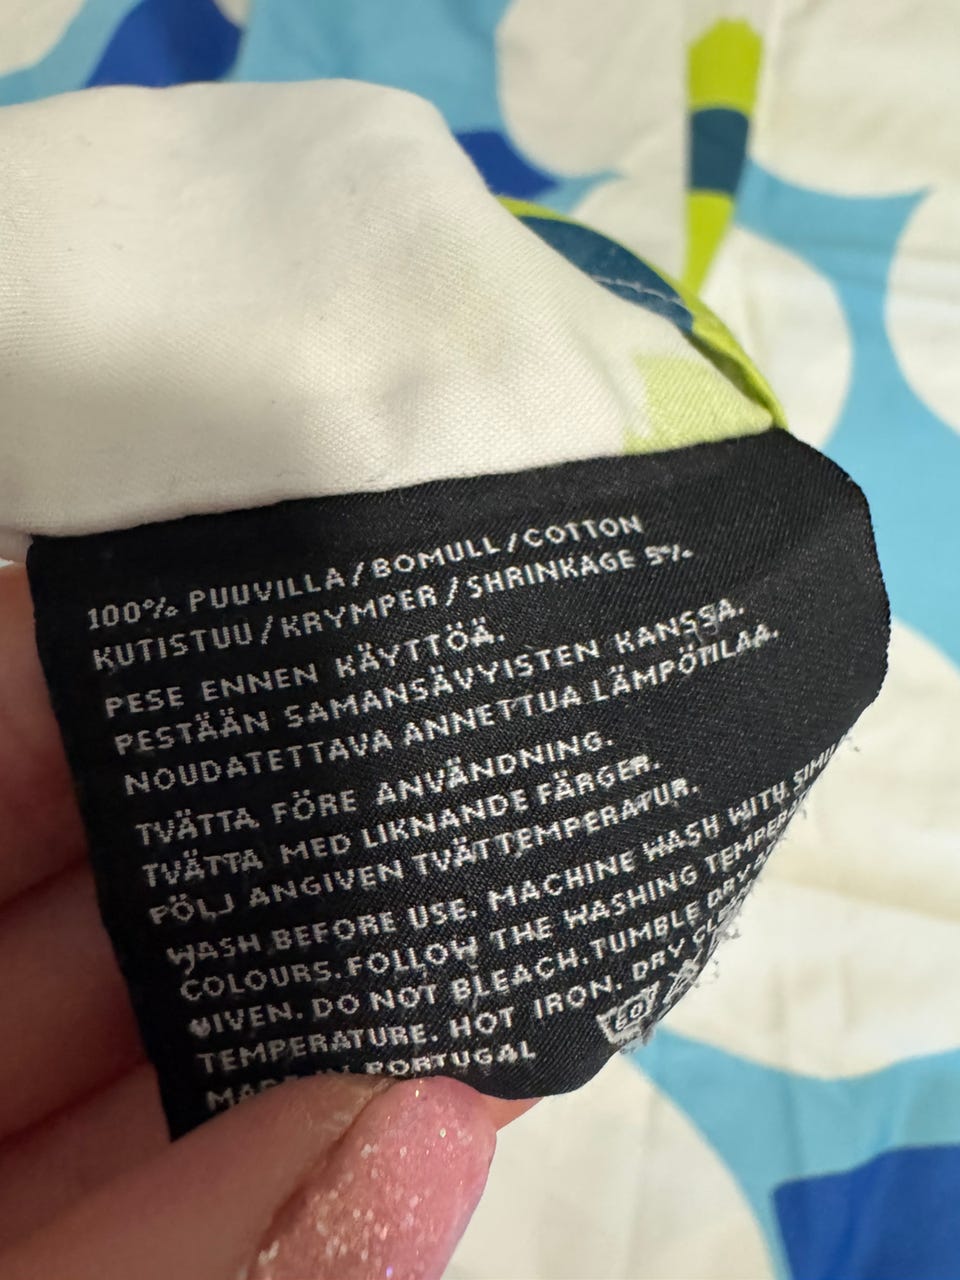 100% PUUVILLA/BOMULL/COTTON
KUTISTUU/KRYMPER/SHRINKAGE 5%
PESE ENNEN KÄYTTÖÄ.
PESTÄÄN SAMANSÄVYISTEN KANSSA.
NOUDATETTAVA ANNETTUA LÄMPÖTILAA.
TVÄTTA FÖRE ANVÄNDNING.
TVÄTTA MED LIKNANDE FÄRGER.
FÖLJ ANGIVEN TVÄTTEMPERATUR.
WASH BEFORE USE. MACHINE WASH WITH
COLOURS. FOLLOW THE WASHING
GIVEN. DO NOT BLEACH. TUMBLE DRY
TEMPERATURE. HOT IRON. DRY
PORTUGAL
60